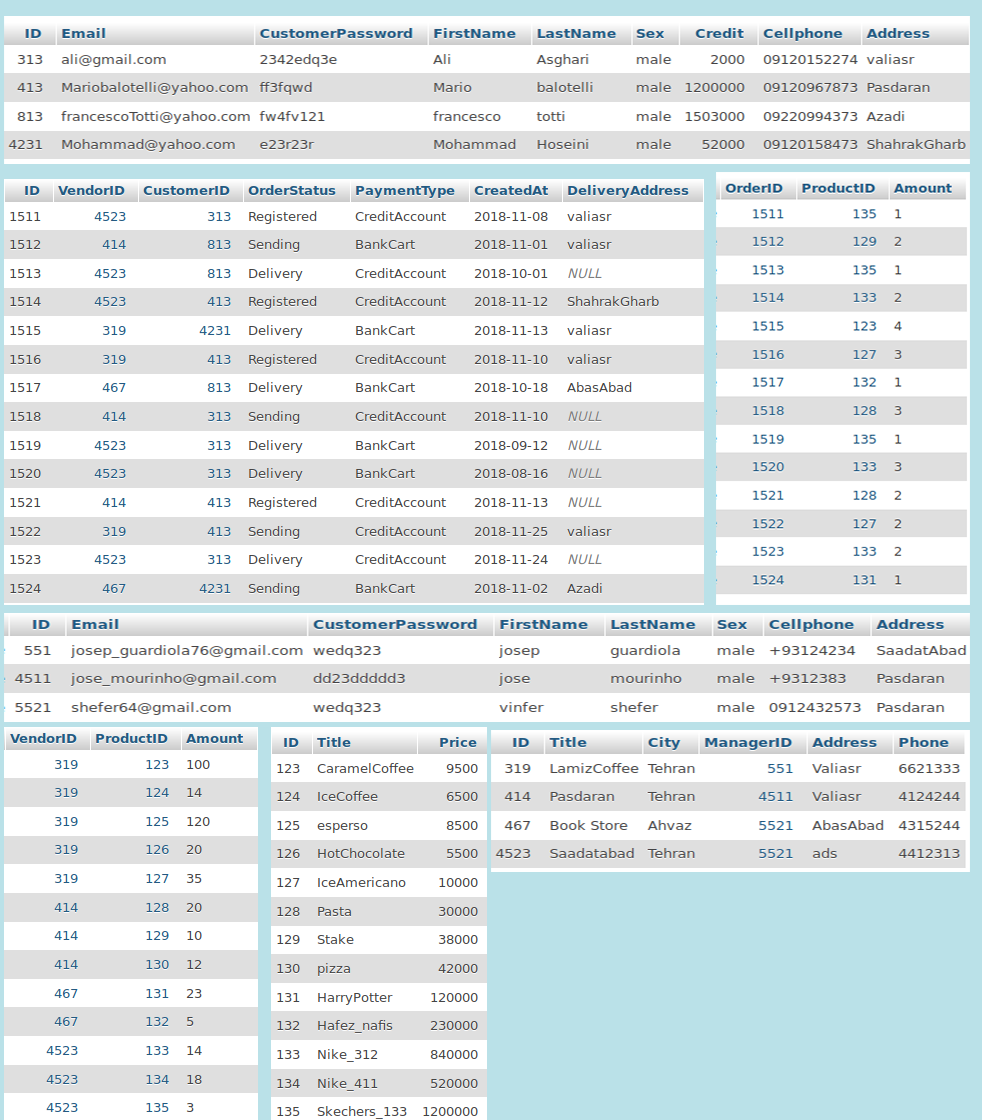 ID Email CustomerPassword FirstName LastName Sex Credit Cellphone Address
313 ali@gmail.com 2342edq3e Ali Asghari male 2000 09120152274 valiasr
413 Mariobalotelli@yahoo.com ff3fqwd Mario balotelli male 1200000 09120967873 Pasdaran
813 francescoTotti@yahoo.com fw4fv121 francesco totti male 1503000 09220994373 Azadi
4231 Mohammad@yahoo.com e23r23r Mohammad Hoseini male 52000 09120158473 ShahrakGharb
ID VendorID CustomerID OrderStatus PaymentType CreatedAt DeliveryAddress
1511 4523 313 Registered CreditAccount 2018-11-08 valiasr
1512 414 813 Sending BankCart 2018-11-01 valiasr
1513 4523 813 Delivery CreditAccount 2018-10-01 NULL
1514 4523 413 Registered CreditAccount 2018-11-12 ShahrakGharb
1515 319 4231 Delivery BankCart 2018-11-13 valiasr
1516 319 413 Registered CreditAccount 2018-11-10 valiasr
1517 467 813 Delivery BankCart 2018-10-18 AbasAbad
1518 414 313 Sending CreditAccount 2018-11-10 NULL
1519 4523 313 Delivery BankCart 2018-09-12 NULL
1520 4523 313 Delivery BankCart 2018-08-16 NULL
1521 414 413 Registered CreditAccount 2018-11-13 NULL
1522 319 413 Sending CreditAccount 2018-11-25 valiasr
1523 4523 313 Delivery CreditAccount 2018-11-24 NULL
1524 467 4231 Sending BankCart 2018-11-02 Azadi
OrderID ProductID Amount
1511 135 1
1512 129 2
1513 135 1
1514 133 2
1515 123 4
1516 127 3
1517 132 1
1518 128 3
1519 135 1
1520 133 3
1521 128 2
1522 127 2
1523 133 2
1524 131 1
ID Email CustomerPassword FirstName LastName Sex Cellphone Address
551 josep_guardiola76@gmail.com wedq323 josep guardiola male +93124234 SaadatAbad
4511 jose_mourinho@gmail.com dd23ddddd3 jose mourinho male +9312383 Pasdaran
5521 shefer64@gmail.com wedq323 vinfer shefer male 0912432573 Pasdaran
VendorID ProductID Amount
319 123 100
319 124 14
319 125 120
319 126 20
319 127 35
414 128 20
414 129 10
414 130 12
467 131 23
467 132 5
4523 133 14
4523 134 18
4523 135 3
ID Title Price
123 CaramelCoffee 9500
124 IceCoffee 6500
125 esperso 8500
126 HotChocolate 5500
127 IceAmericano 10000
128 Pasta 30000
129 Stake 38000
130 pizza 42000
131 HarryPotter 120000
132 Hafez_nafis 230000
133 Nike_312 840000
134 Nike_411 520000
135 Skechers_133 1200000
ID Title City ManagerID Address Phone
319 LamizCoffee Tehran 551 Valiasr 6621333
414 Pasdaran Tehran 4511 Valiasr 4124244
467 Book Store Ahvaz 5521 AbasAbad 4315244
4523 Saadatabad Tehran 5521 ads 4412313